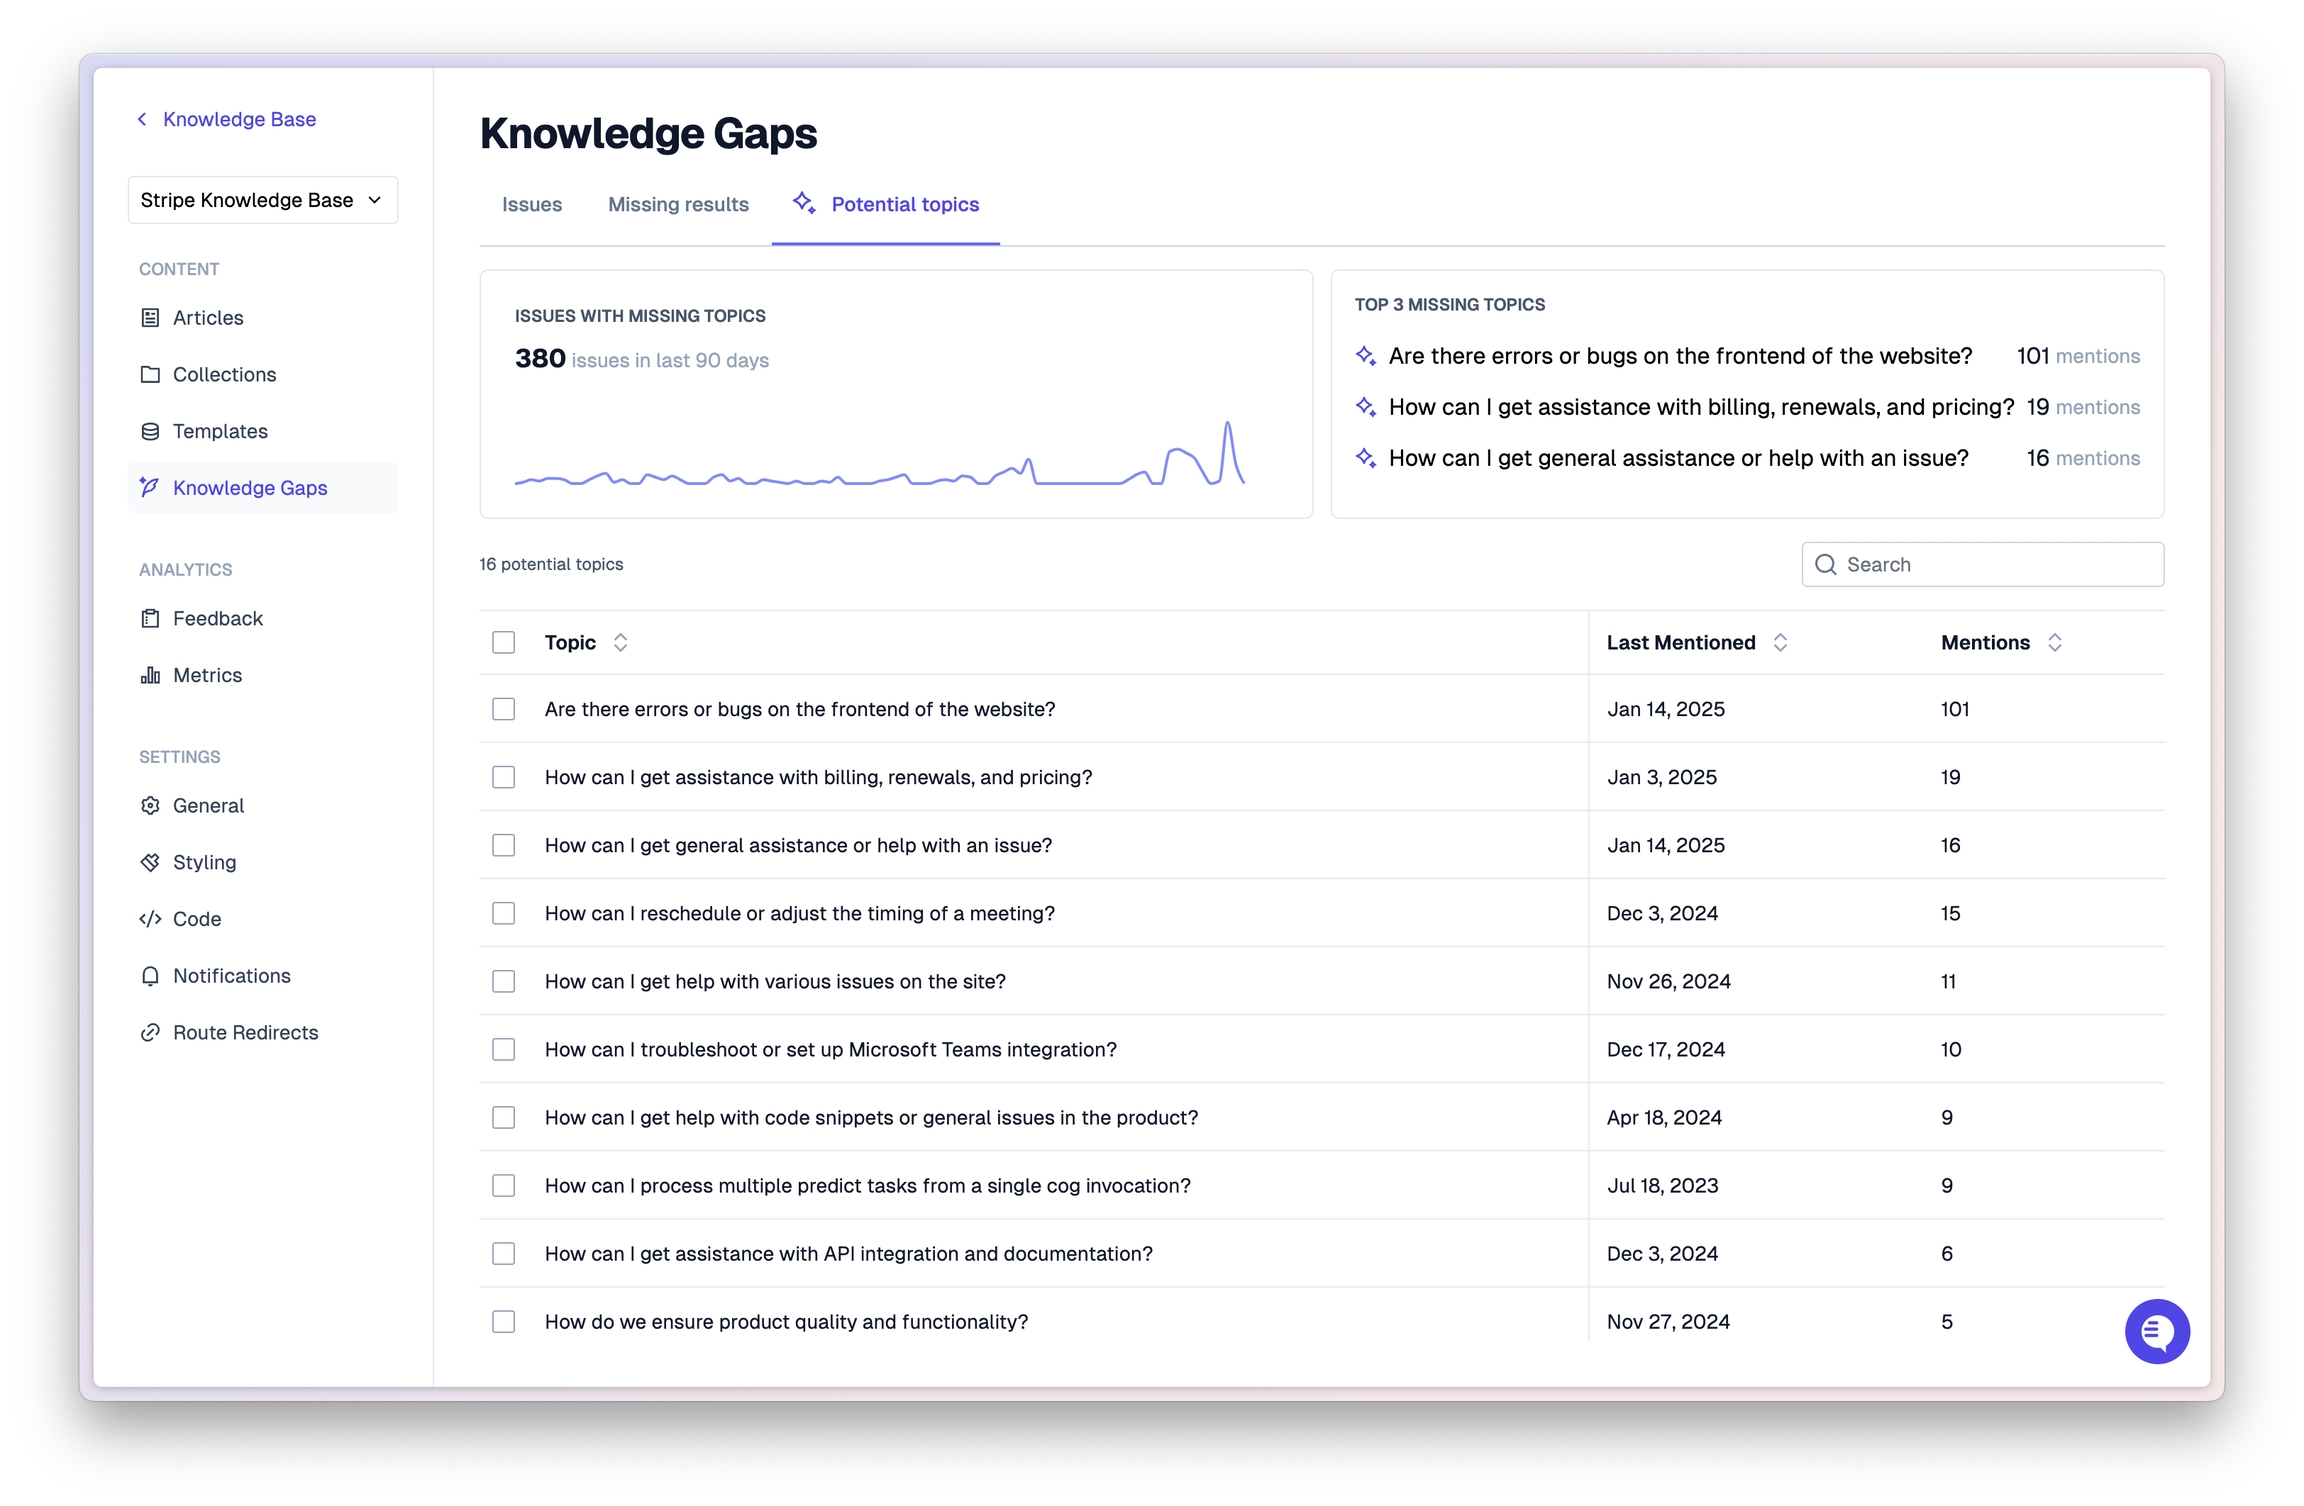 Knowledge Base
Stripe Knowledge Base
CONTENT
Articles
Collections
Templates
Knowledge Gaps
ANALYTICS
Feedback
Metrics
SETTINGS
General
Styling
Code
Notifications
Route Redirects
Knowledge Gaps
Issues Missing results Potential topics
ISSUES WITH MISSING TOPICS
380 issues in last 90 days
TOP 3 MISSING TOPICS
Are there errors or bugs on the frontend of the website? 101 mentions
How can I get assistance with billing, renewals, and pricing? 19 mentions
How can I get general assistance or help with an issue? 16 mentions
16 potential topics
Search
Topic Last Mentioned Mentions
Are there errors or bugs on the frontend of the website? Jan 14, 2025 101
How can I get assistance with billing, renewals, and pricing? Jan 3, 2025 19
How can I get general assistance or help with an issue? Jan 14, 2025 16
How can I reschedule or adjust the timing of a meeting? Dec 3, 2024 15
How can I get help with various issues on the site? Nov 26, 2024 11
How can I troubleshoot or set up Microsoft Teams integration? Dec 17, 2024 10
How can I get help with code snippets or general issues in the product? Apr 18, 2024 9
How can I process multiple predict tasks from a single cog invocation? Jul 18, 2023 9
How can I get assistance with API integration and documentation? Dec 3, 2024 6
How do we ensure product quality and functionality? Nov 27, 2024 5